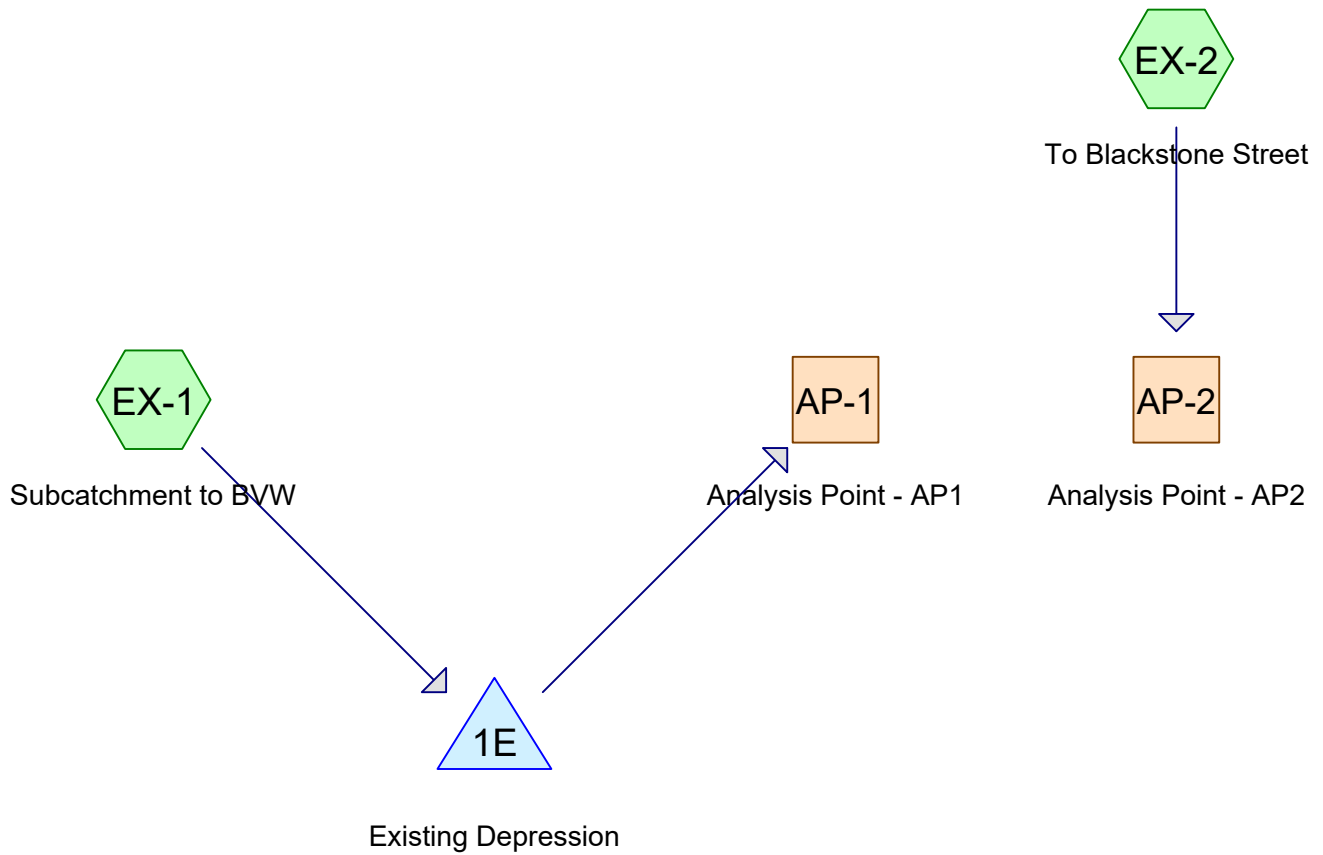 EX-2
To Blackstone Street
EX-1
Subcatchment to BVW
AP-1
Analysis Point - AP1
AP-2
Analysis Point - AP2
1E
Existing Depression